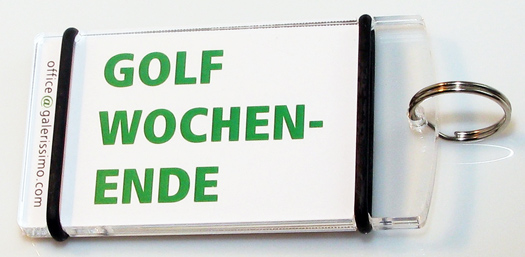 GOLF
WOCHEN-
ENDE
office@galerissimo.com